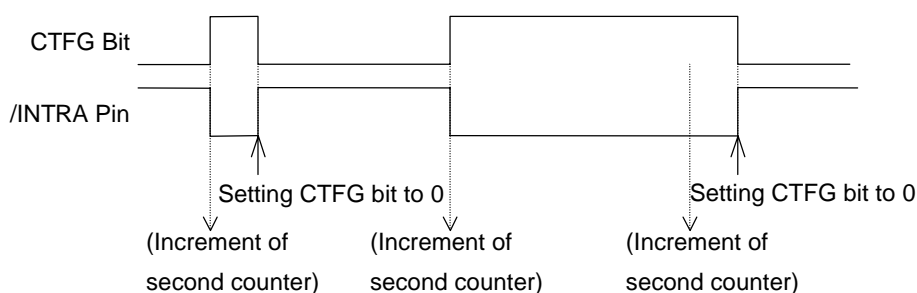 CTFG Bit
/INTRA Pin
Setting CTFG bit to 0
Setting CTFG bit to 0
(Increment of
second counter)
(Increment of
second counter)
(Increment of
second counter)